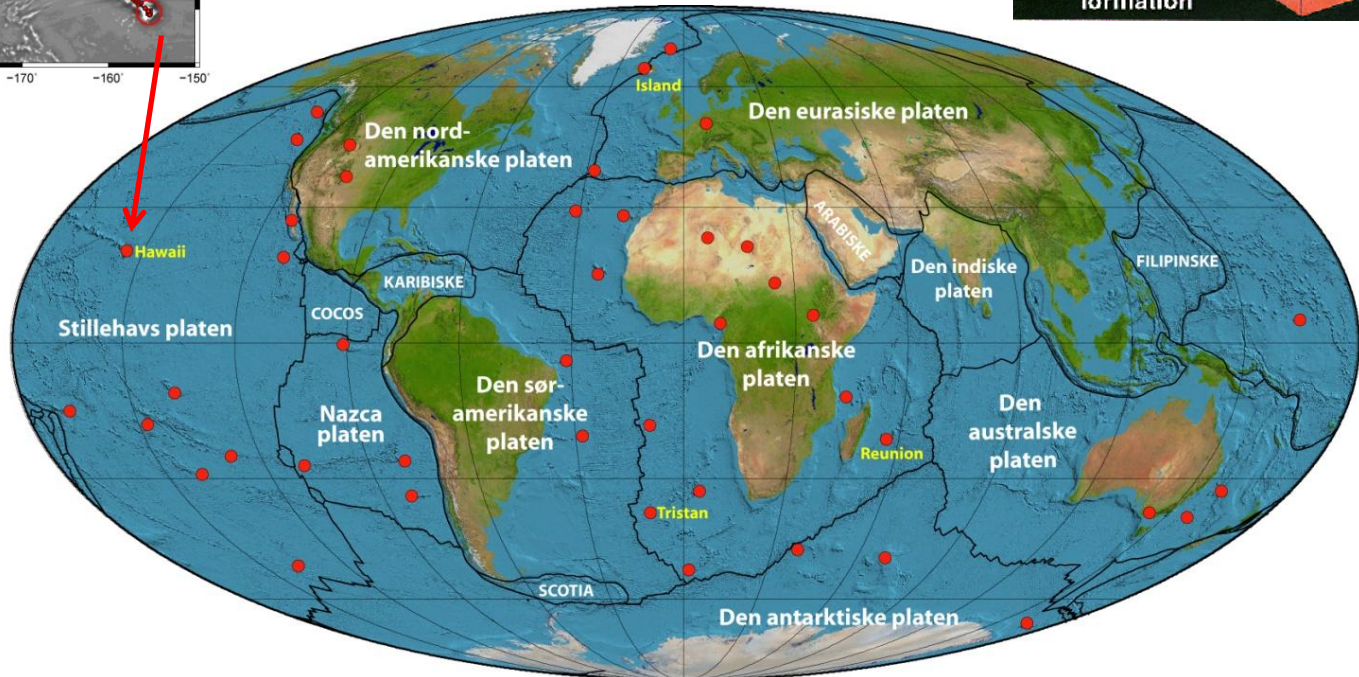 formation
-170°
-160°
-150°
Island
Den eurasiske platen
Den nord-
amerikanske platen
ARABISKE
Hawaii
FILIPINSKE
Den indiske
platen
KARIBISKE
COCOS
Stillehavs platen
Den afrikanske
platen
Den sør-
amerikanske
platen
Nazca
platen
Den
australske
platen
Reunion
Tristan
SCOTIA
Den antarktiske platen